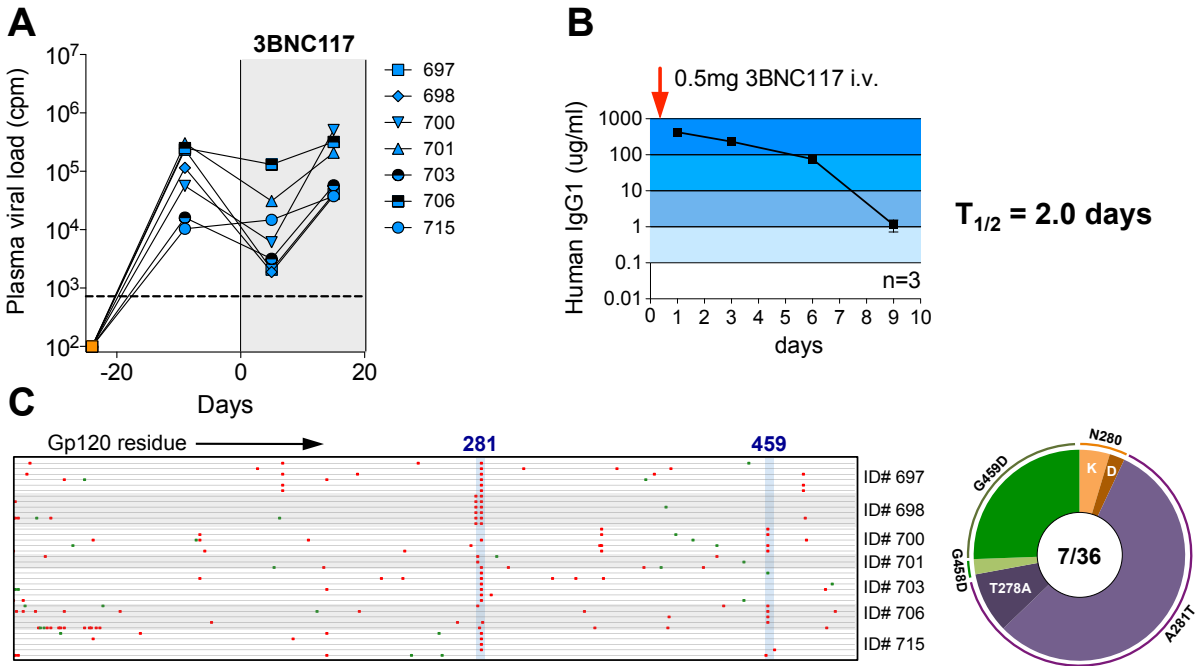 A
3BNC117
Plasma viral load (cpm)
10^7
10^6
10^5
10^4
10^3
10^2
-20
0
20
Days
697
698
700
701
703
706
715
B
0.5mg 3BNC117 i.v.
Human IgG1 (ug/ml)
1000
100
10
1
0.1
0.01
n=3
0 1 2 3 4 5 6 7 8 9 10
days
T1/2 = 2.0 days
C
Gp120 residue
281
459
ID# 697
ID# 698
ID# 700
ID# 701
ID# 703
ID# 706
ID# 715
N280
K
D
G459D
G458D
T278A
A281T
7/36